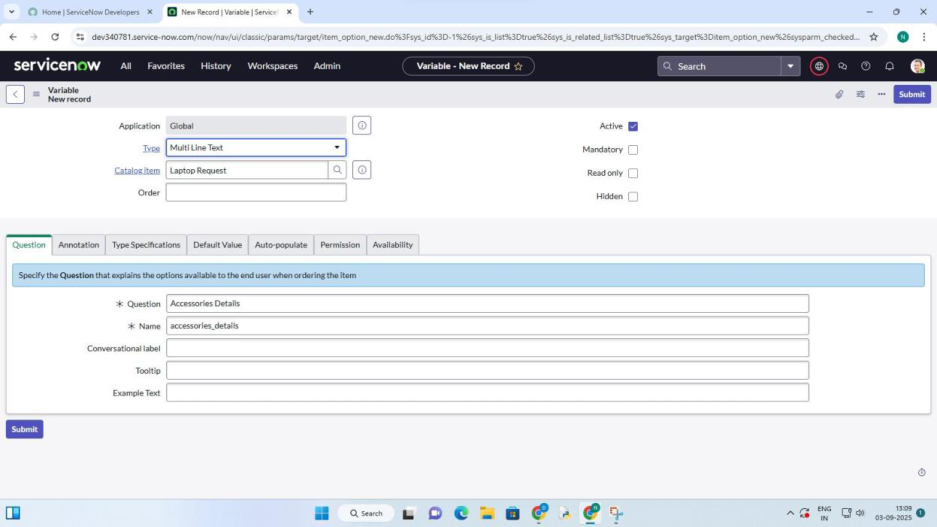 Home | ServiceNow Developers
New Record | Variable | Service
dev340781.service-now.com/now/nav/ui/classic/params/target/item_option_new.do%3Fsys_id%3D-1%26sys_is_list%3Dtrue%26sys_is_related_list%3Dtrue%26sys_target%3Ditem_option_new%26sysparm_checked...
N
servicenow All Favorites History Workspaces Admin Variable - New Record Search
Variable
New record
Submit
Application Global Active
Type Multi Line Text Mandatory
Catalog item Laptop Request Read only
Order Hidden
Question Annotation Type Specifications Default Value Auto-populate Permission Availability
Specify the Question that explains the options available to the end user when ordering the item
Question Accessories Details
Name accessories_details
Conversational label
Tooltip
Example Text
Submit
Search
ENG
IN
13:09
03-09-2025
1